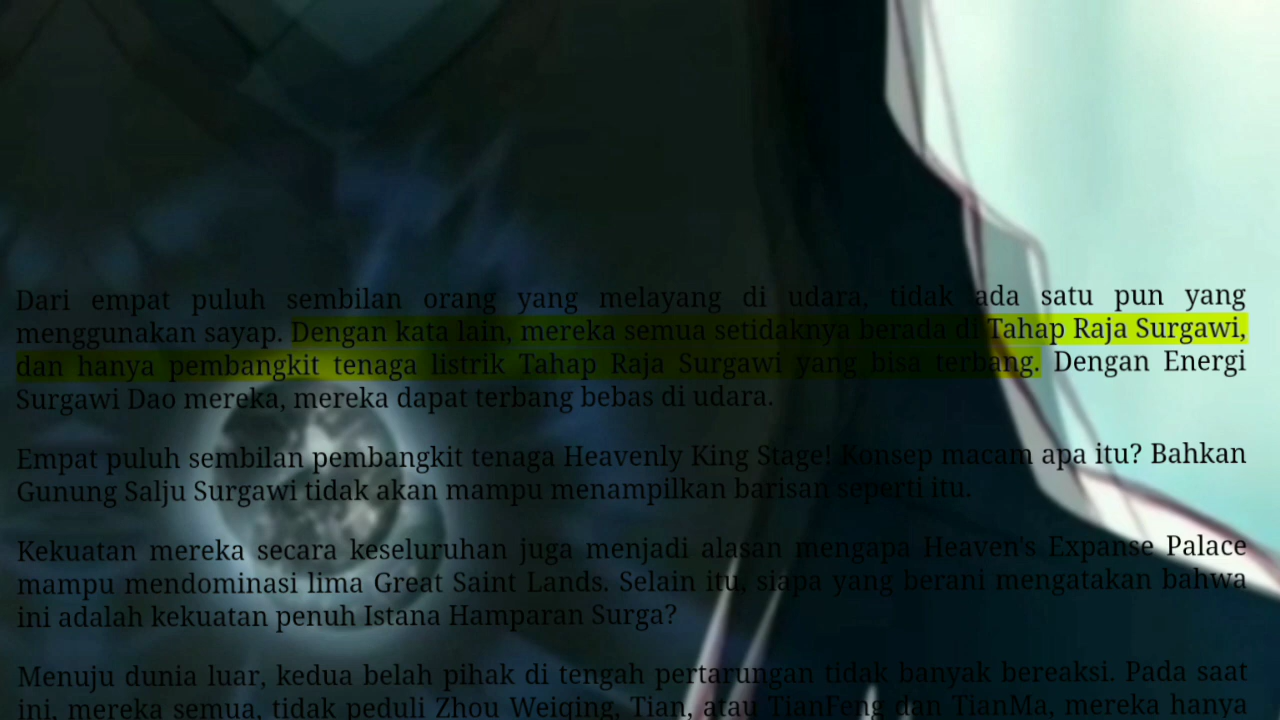 Dari empat puluh sembilan orang yang melayang di udara, tidak ada satu pun yang
menggunakan sayap. Dengan kata lain, mereka semua setidaknya berada di Tahap Raja Surgawi,
dan hanya pembangkit tenaga listrik Tahap Raja Surgawi yang bisa terbang. Dengan Energi
Surgawi Dao mereka, mereka dapat terbang bebas di udara.
Empat puluh sembilan pembangkit tenaga Heavenly King Stage! Konsep macam apa itu? Bahkan
Gunung Salju Surgawi tidak akan mampu menampilkan barisan seperti itu.
Kekuatan mereka secara keseluruhan juga menjadi alasan mengapa Heaven's Expanse Palace
mampu mendominasi lima Great Saint Lands. Selain itu, siapa yang berani mengatakan bahwa
ini adalah kekuatan penuh Istana Hamparan Surga?
Menuju dunia luar, kedua belah pihak di tengah pertarungan tidak banyak bereaksi. Pada saat
ini, mereka semua, tidak peduli Zhou Weiqing, Tian, atau TianFeng dan TianMa, mereka hanya